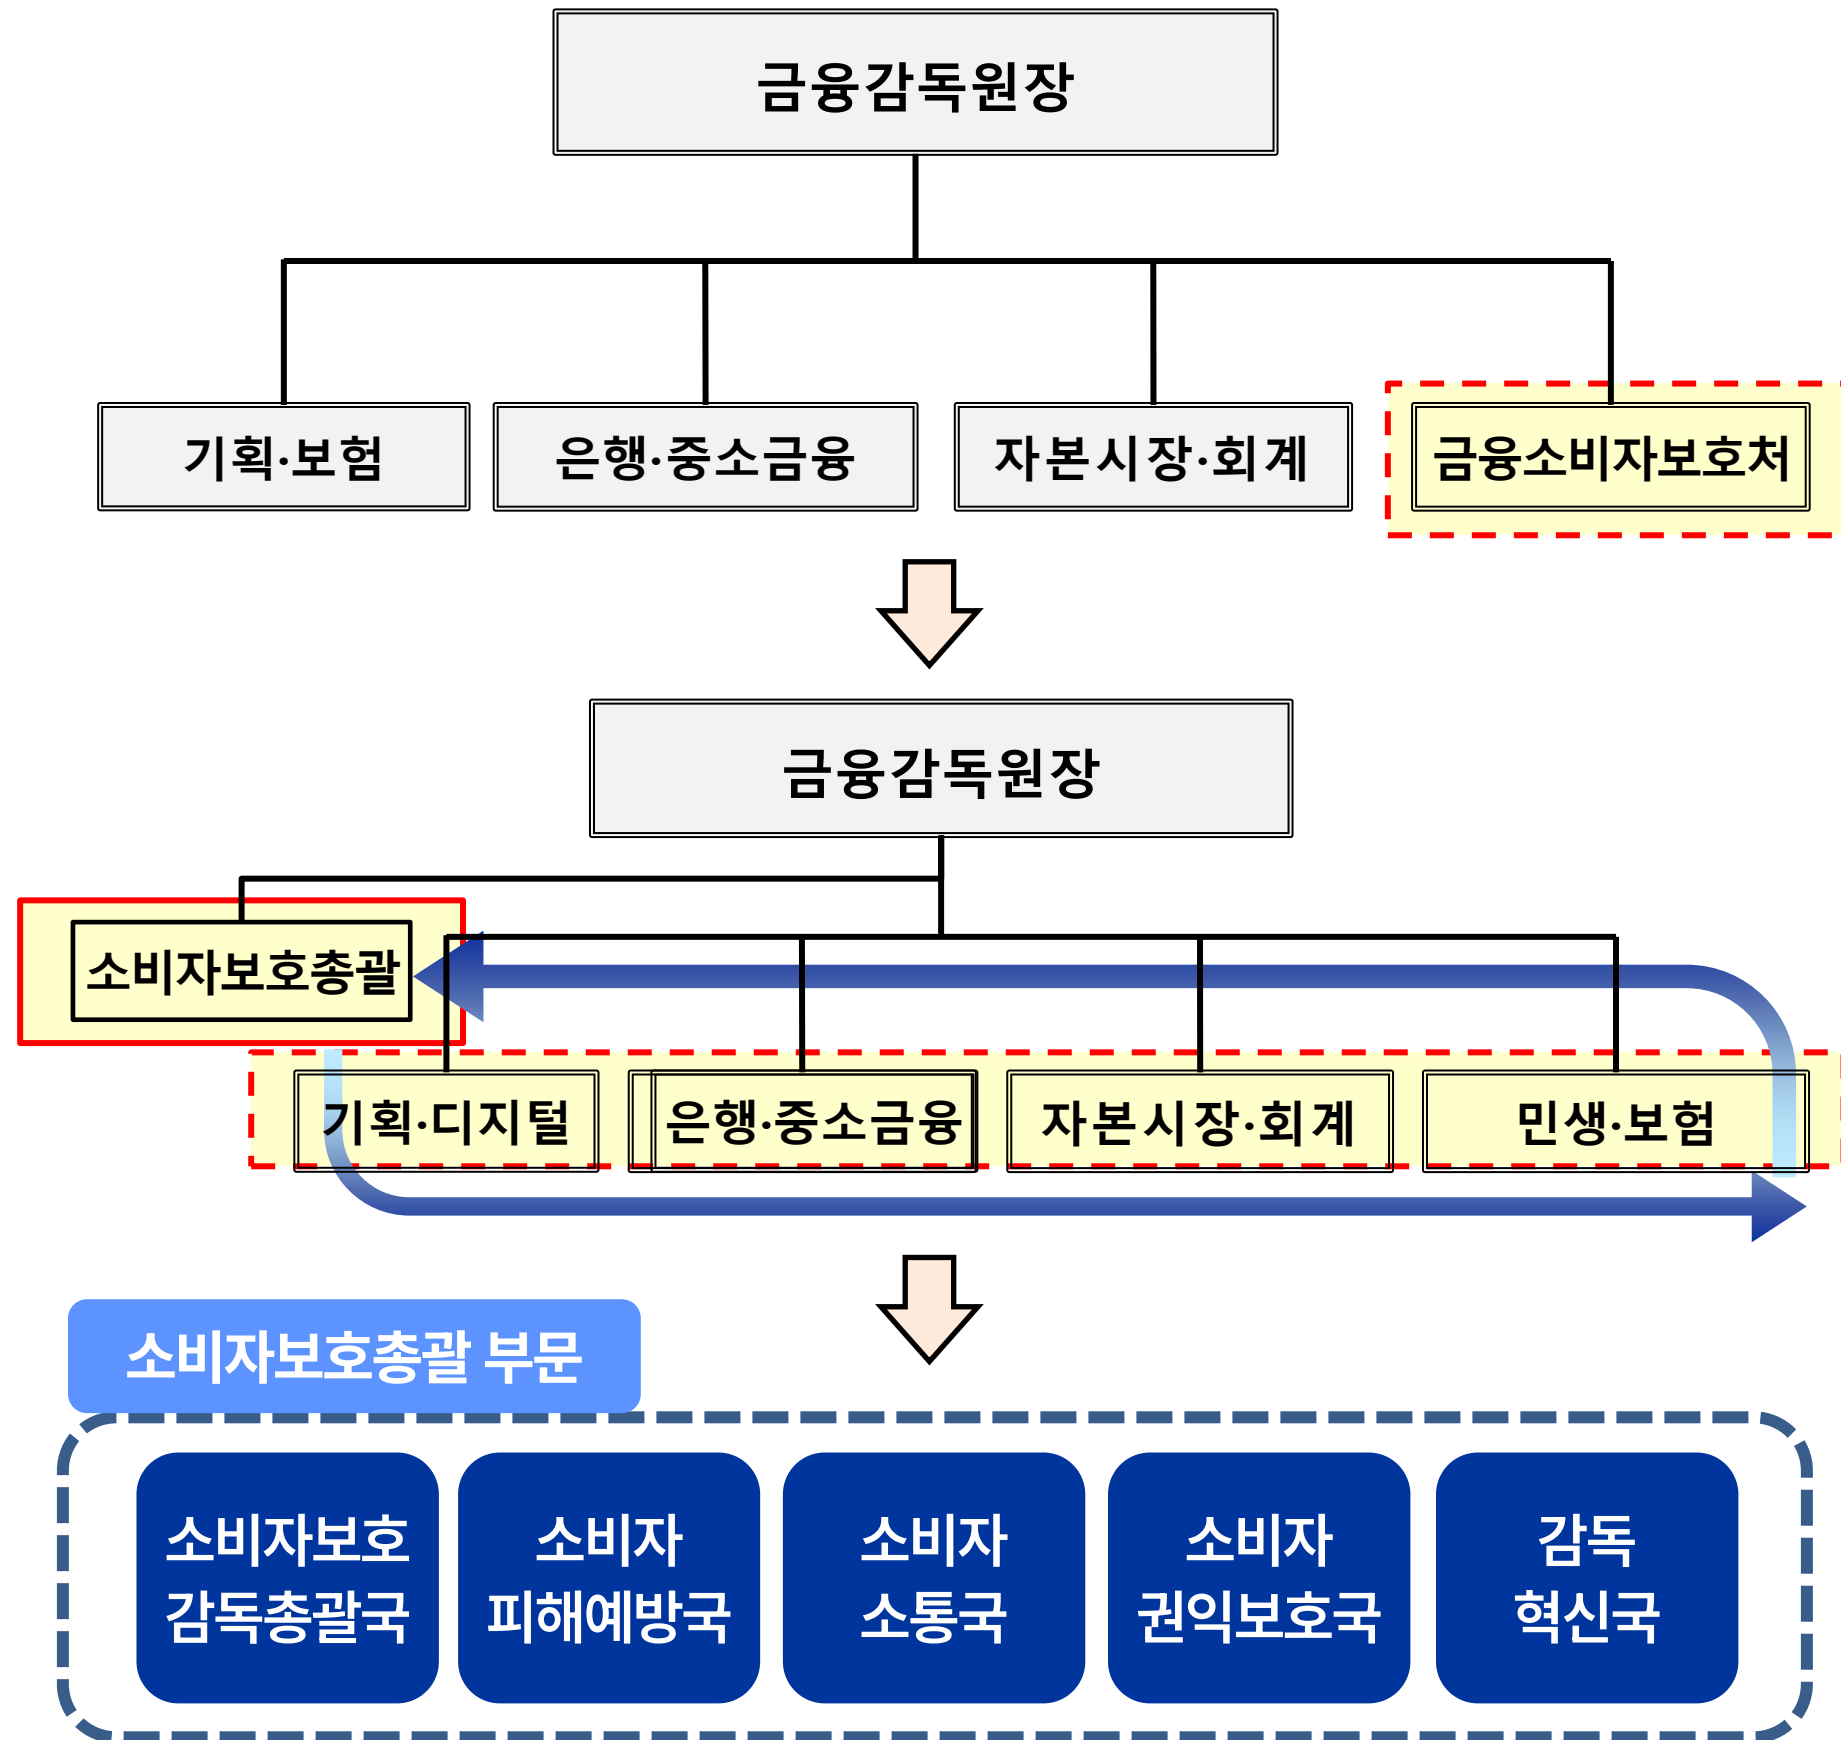 금융감독원장
기획·보험
은행·중소금융
자본시장·회계
금융소비자보호처
금융감독원장
소비자보호총괄
기획·디지털
은행·중소금융
자본시장·회계
민생·보험
소비자보호총괄 부문
소비자보호
감독총괄국
소비자
피해예방국
소비자
소통국
소비자
권익보호국
감독
혁신국